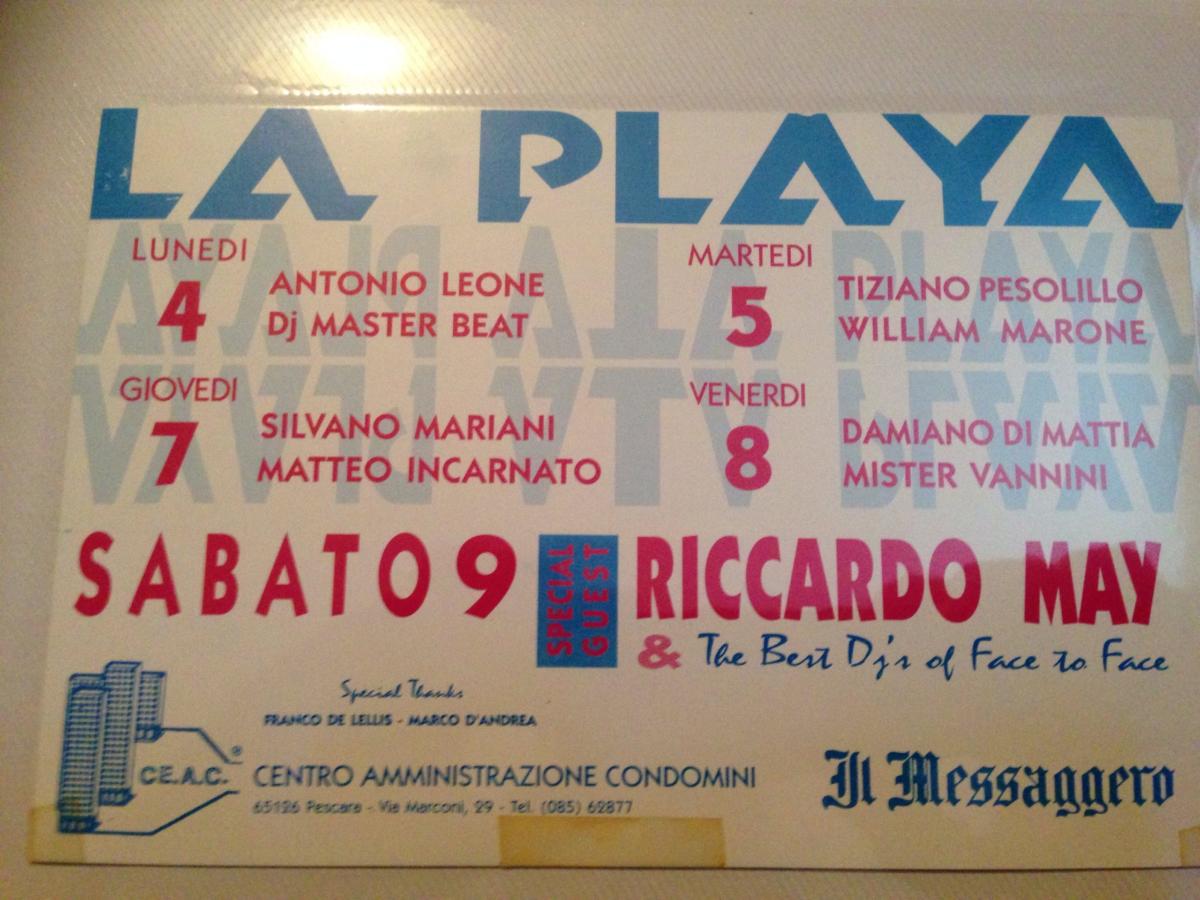 LA PLAYA
LUNEDI
4
ANTONIO LEONE
Dj MASTER BEAT
MARTEDI
5
TIZIANO PESOLILLO
WILLIAM MARONE
GIOVEDI
7
SILVANO MARIANI
MATTEO INCARNATO
VENERDI
8
DAMIANO DI MATTIA
MISTER VANNINI
SABATO 9
SPECIAL
GUEST
RICCARDO MAY
& The Best Dj's of Face to Face
Special Thanks
FRANCO DE LELLIS - MARCO D'ANDREA
CE.A.C.®
CENTRO AMMINISTRAZIONE CONDOMINI
65126 Pescara - Via Marconi, 29 - Tel. (085) 62877
Il Messaggero